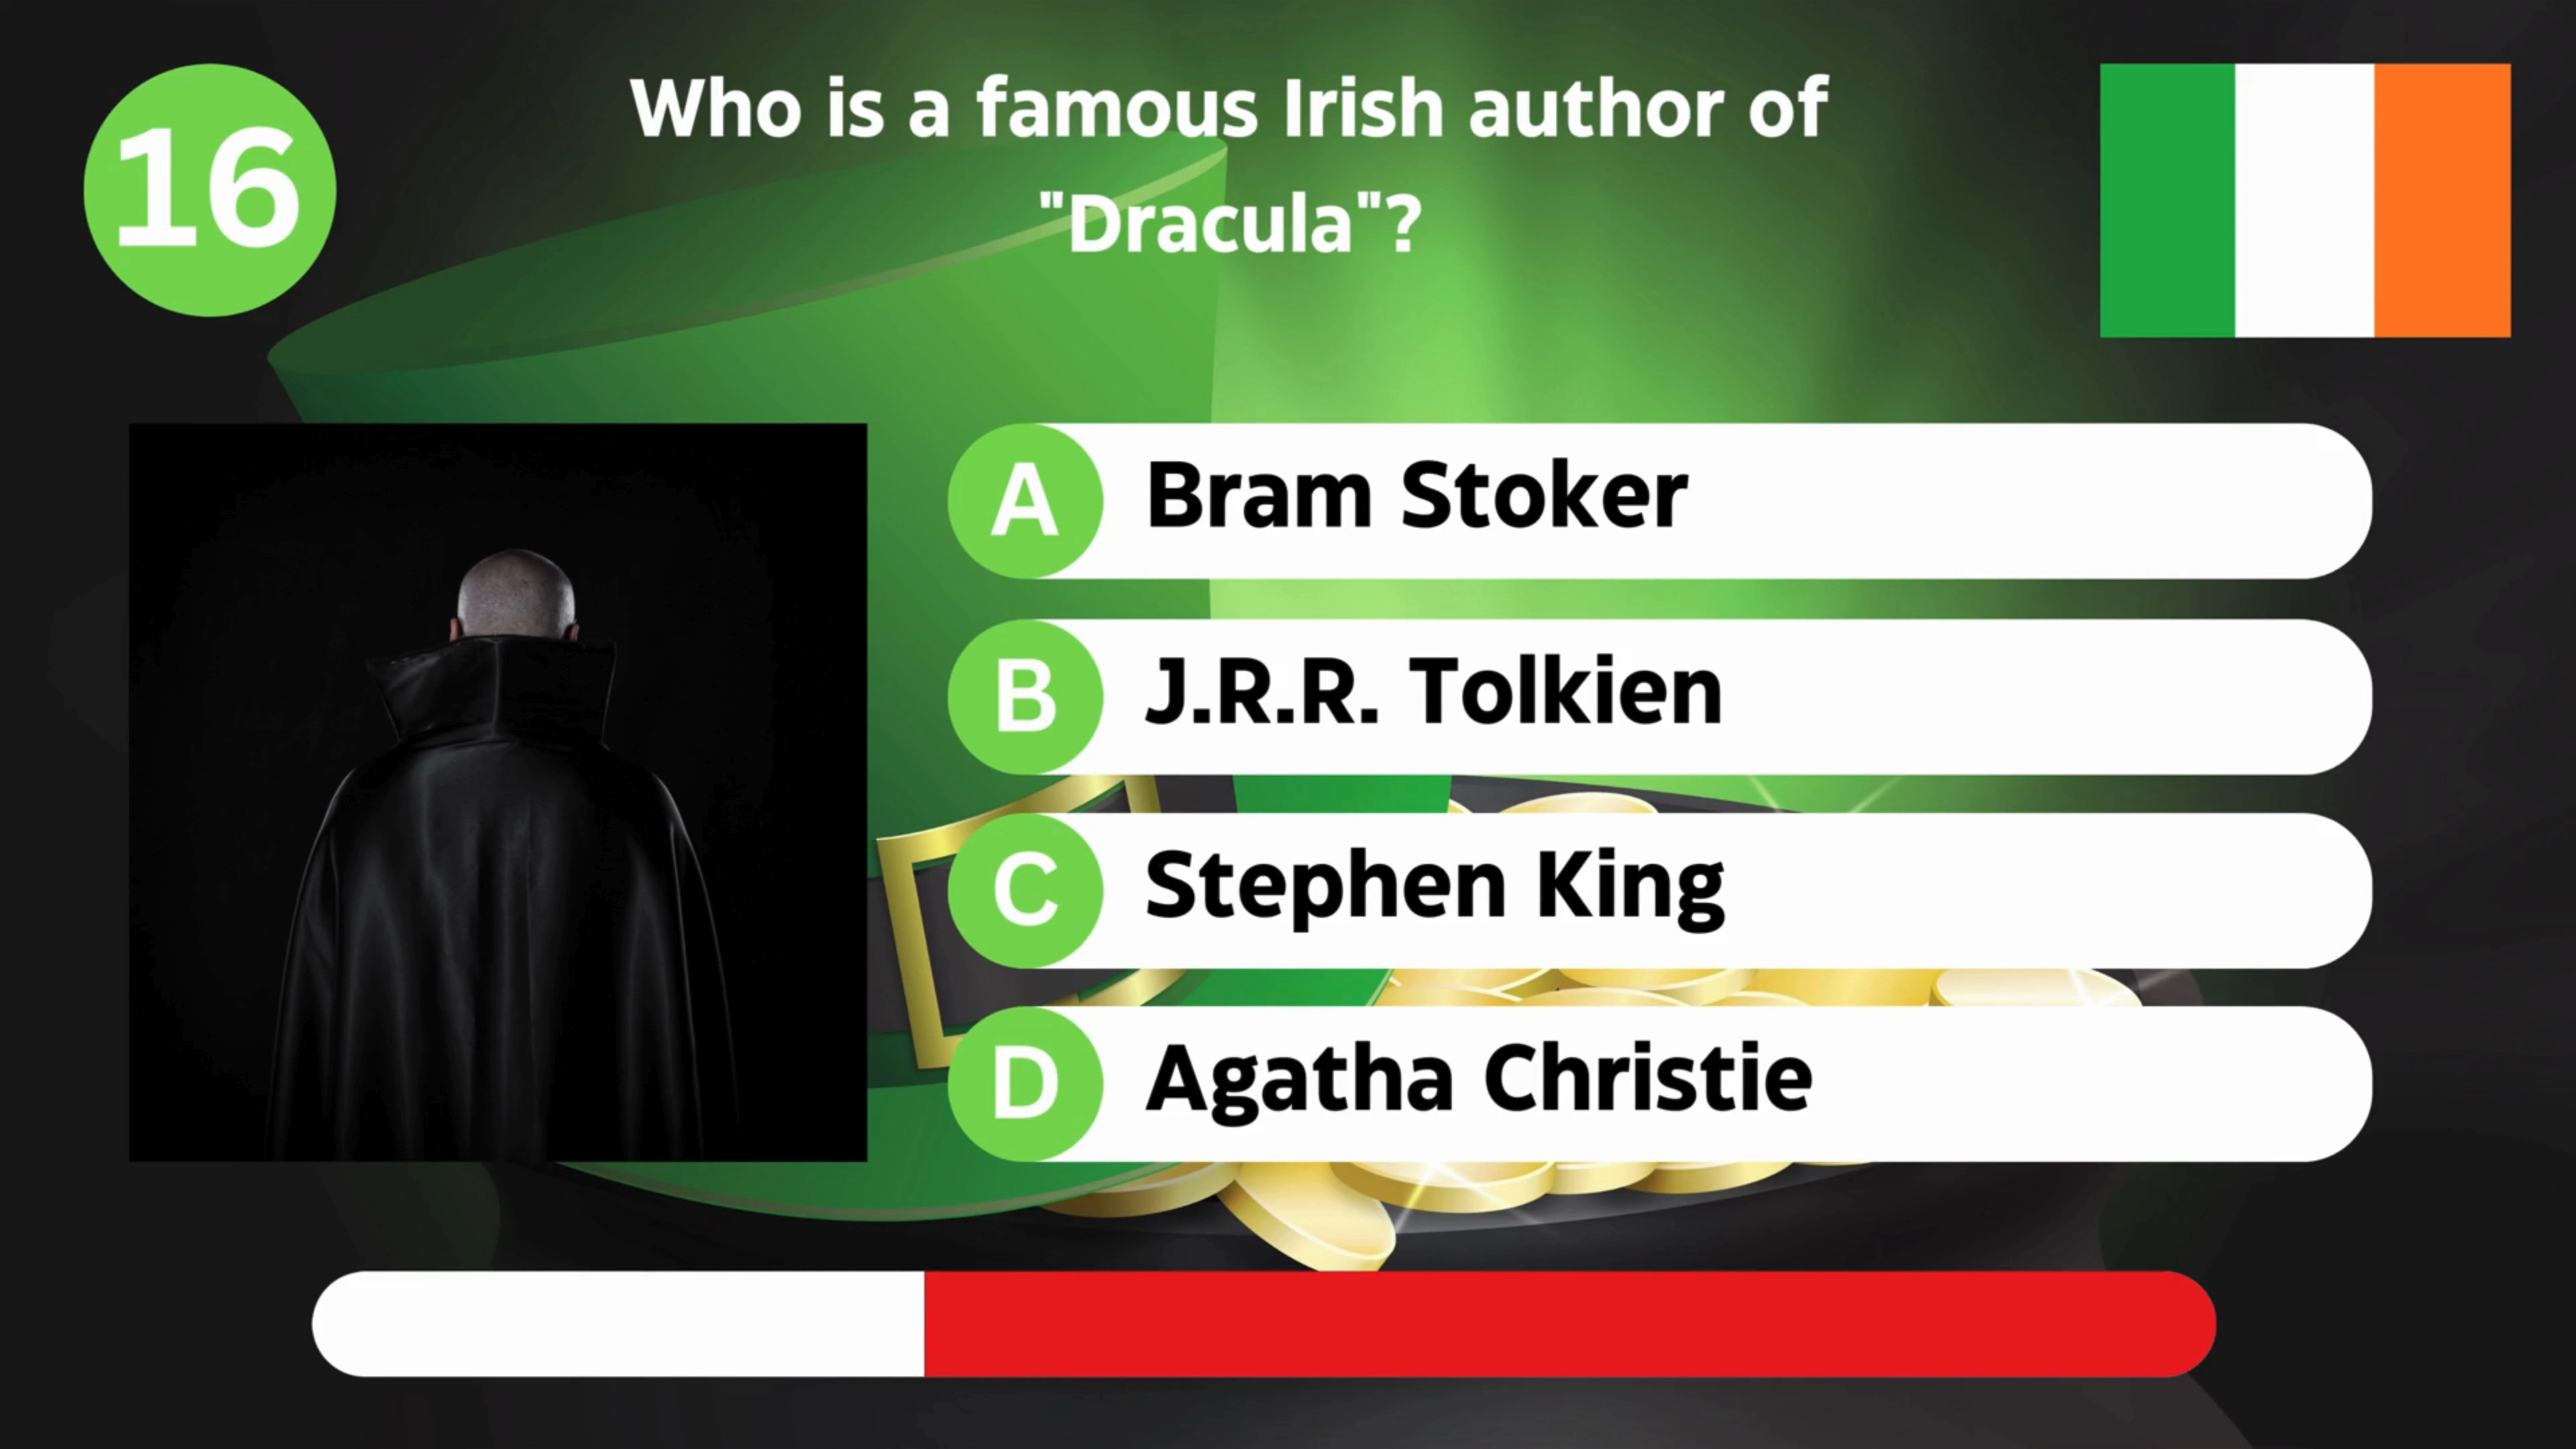 16
Who is a famous Irish author of
"Dracula"?
A Bram Stoker
B J.R.R. Tolkien
C Stephen King
D Agatha Christie